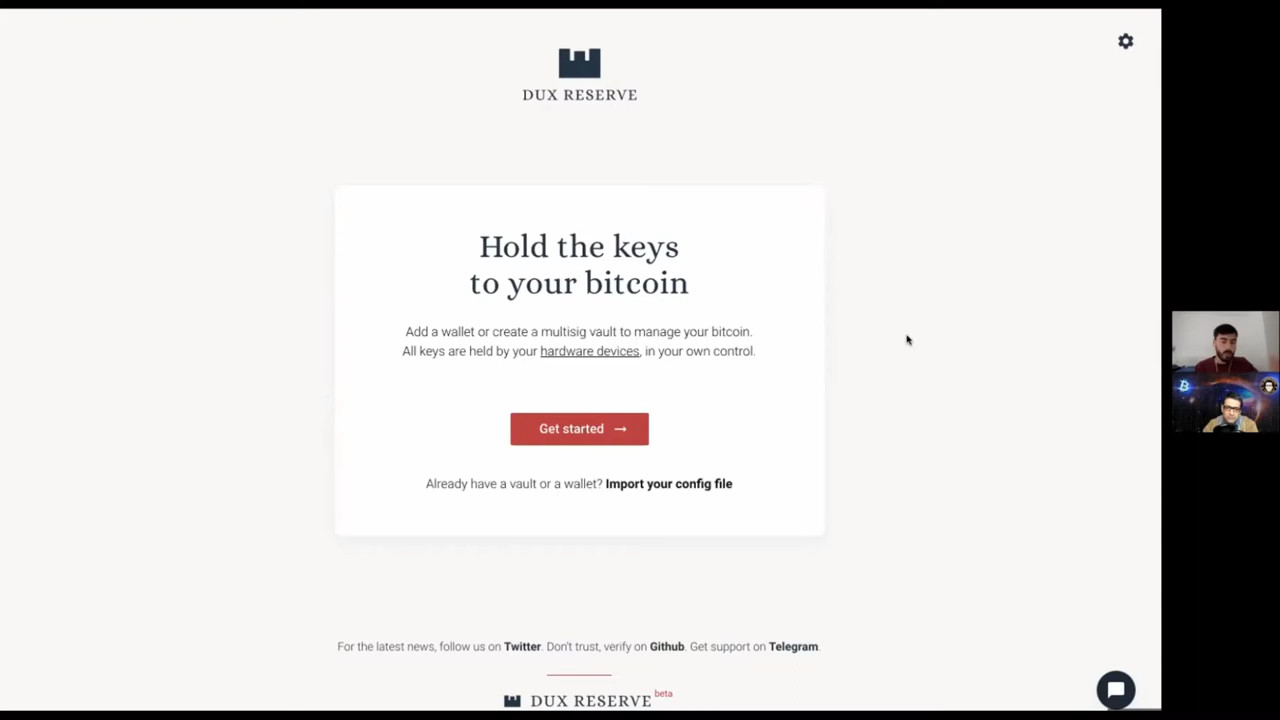 DUX RESERVE
Hold the keys
to your bitcoin
Add a wallet or create a multisig vault to manage your bitcoin.
All keys are held by your hardware devices, in your own control.
Get started →
Already have a vault or a wallet? Import your config file
For the latest news, follow us on Twitter. Don't trust, verify on Github. Get support on Telegram.
DUX RESERVE beta